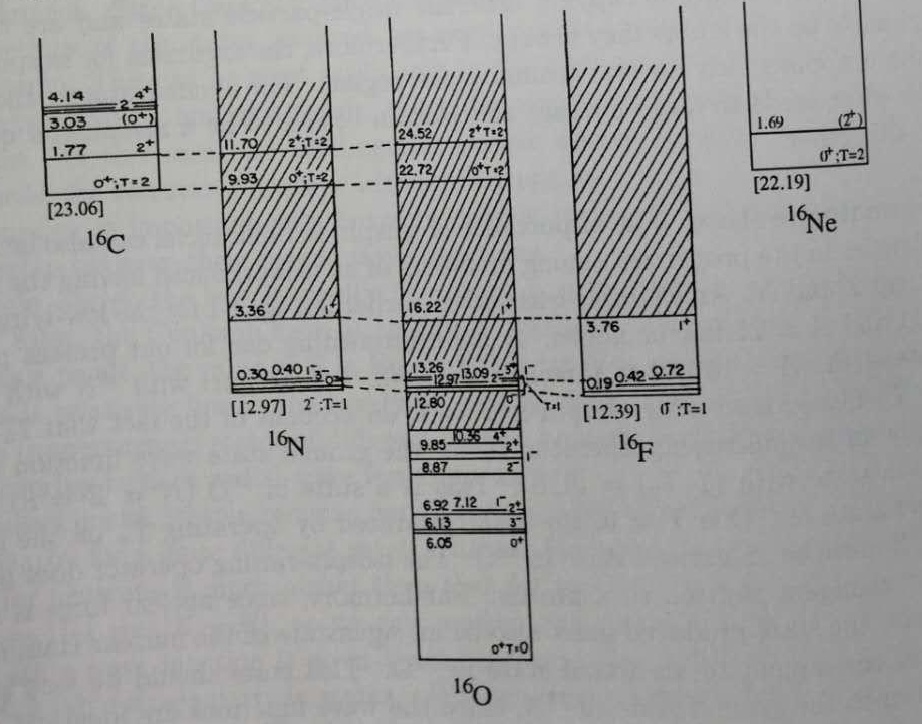 4.14 2 4⁺
3.03 (0⁺)
1.77 2⁺
0⁺;T=2
[23.06]
¹⁶C
11.70 2⁺;T=2
9.93 0⁺;T=2
3.36 1⁺
0.30 0.40 1⁻ 3⁻ 0⁻
[12.97] 2⁻;T=1
¹⁶N
24.52 2⁺T=2
22.72 0⁺T=2
16.22 1⁺
13.26 3⁻ 1⁻
12.97 13.09 2⁻
T=1
12.80 0⁻
10.36 4⁺
9.85 2⁺
1⁻
8.87 2⁻
6.92 7.12 1⁻ 2⁺
6.13 3⁻
6.05 0⁺
0⁺T=0
¹⁶O
3.76 1⁺
0.19 0.42 0.72
[12.39] 0⁻;T=1
¹⁶F
1.69 (2⁺)
0⁺;T=2
[22.19]
¹⁶Ne